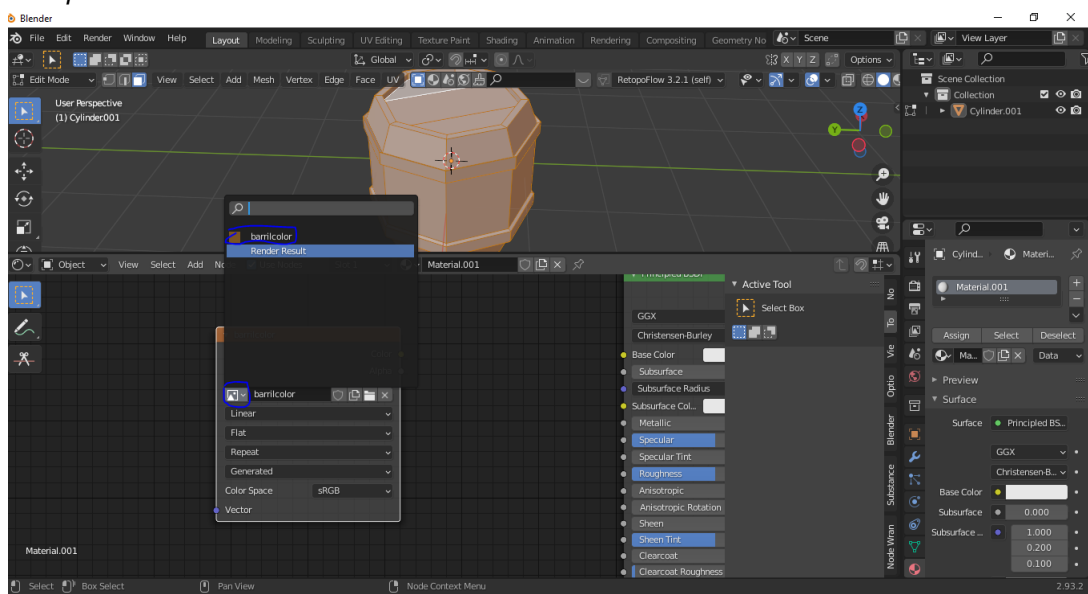 Blender
File Edit Render Window Help Layout Modeling Sculpting UV Editing Texture Paint Shading Animation Rendering Compositing Geometry No Scene View Layer
Global X Y Z Options
Edit Mode View Select Add Mesh Vertex Edge Face UV RetopoFlow 3.2.1 (self)
Scene Collection
Collection
Cylinder.001
User Perspective
(1) Cylinder.001
Y
Z
barrilcolor
Render Result
Object View Select Add No Material.001
Cylind... Materi...
Material.001
Assign Select Deselect
Ma... Data
Preview
Surface
Surface Principled BS...
GGX
Christensen-B...
Base Color
Subsurface 0.000
Subsurface ... 1.000
0.200
0.100
Active Tool
Select Box
No
To
Vie
Optio
Blender
Substance
Node Wran
GGX
Christensen-Burley
Base Color
Subsurface
Subsurface Radius
Subsurface Col...
Metallic
Specular
Specular Tint
Roughness
Anisotropic
Anisotropic Rotation
Sheen
Sheen Tint
Clearcoat
Clearcoat Roughness
barrilcolor
Linear
Flat
Repeat
Generated
Color Space sRGB
Vector
Material.001
Select Box Select Pan View Node Context Menu 2.93.2